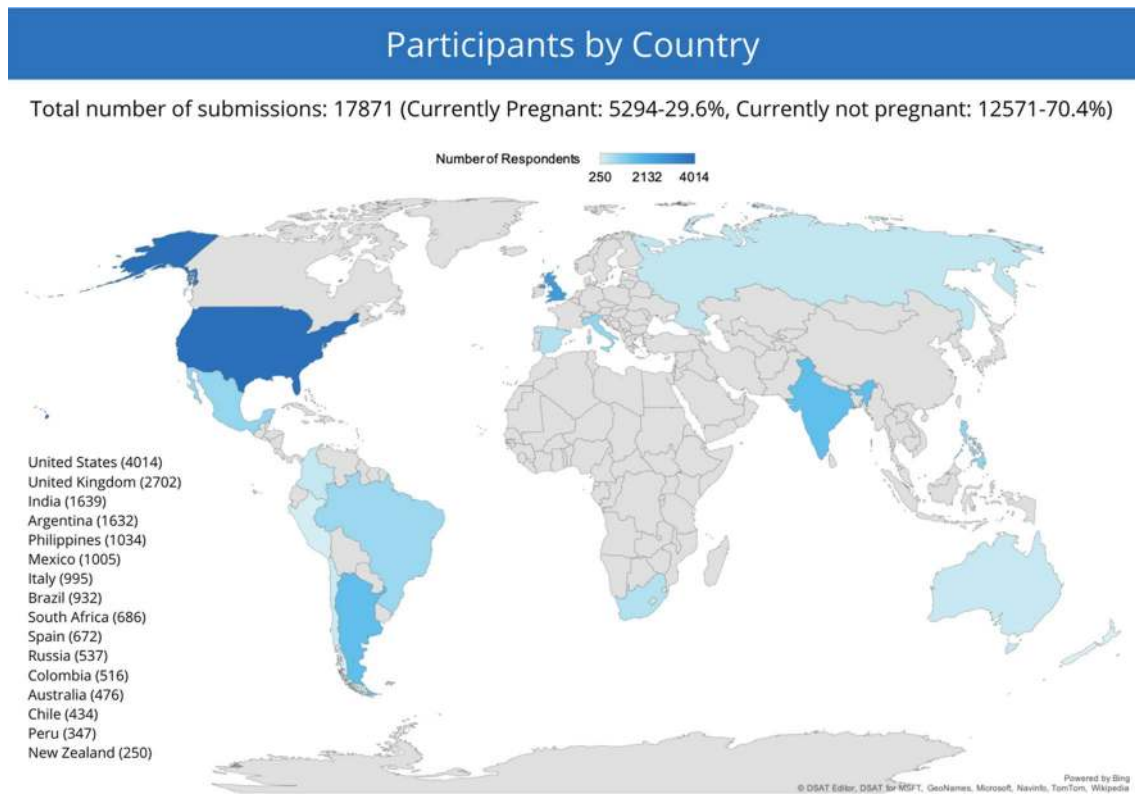 Participants by Country
Total number of submissions: 17871 (Currently Pregnant: 5294-29.6%, Currently not pregnant: 12571-70.4%)
Number of Respondents
250 2132 4014
United States (4014)
United Kingdom (2702)
India (1639)
Argentina (1632)
Philippines (1034)
Mexico (1005)
Italy (995)
Brazil (932)
South Africa (686)
Spain (672)
Russia (537)
Colombia (516)
Australia (476)
Chile (434)
Peru (347)
New Zealand (250)
Powered by Bing
© DSAT Editor, DSAT for MSFT, GeoNames, Microsoft, Navinfo, TomTom, Wikipedia